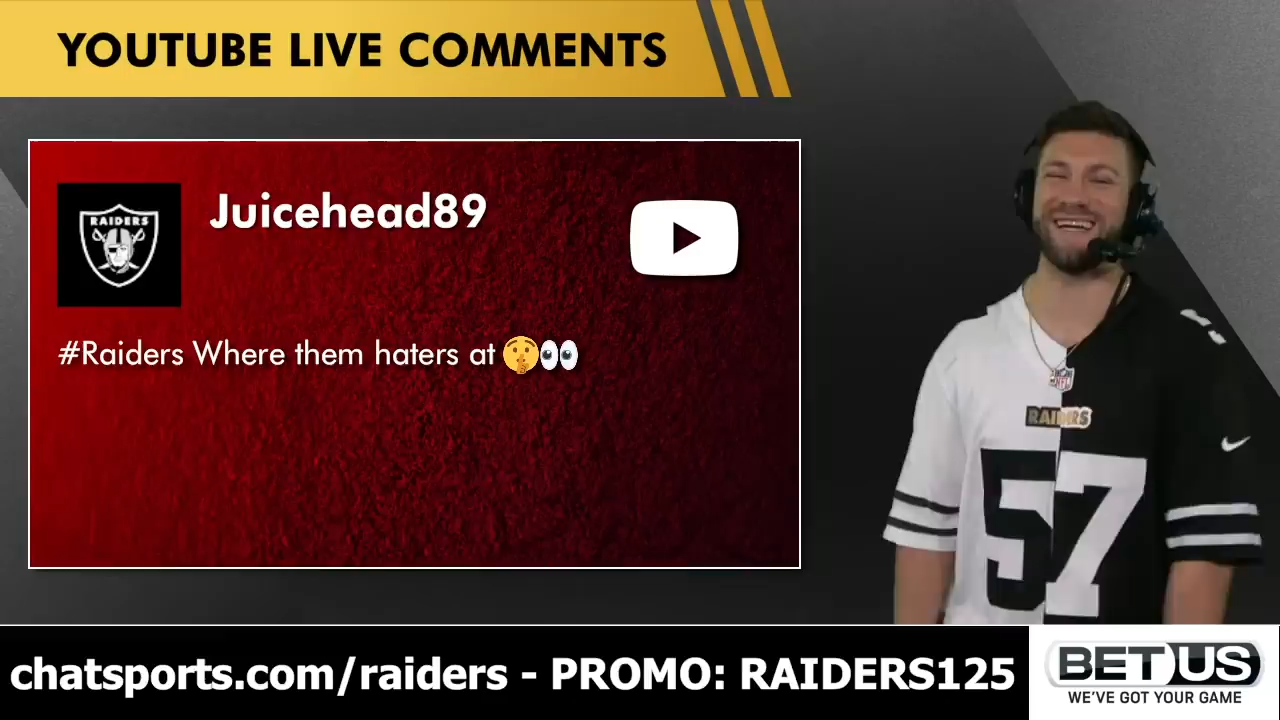 YOUTUBE LIVE COMMENTS
RAIDERS
Juicehead89
#Raiders Where them haters at 🤫👀
NFL
RAIDERS
57
chatsports.com/raiders - PROMO: RAIDERS125
BETUS
WE'VE GOT YOUR GAME